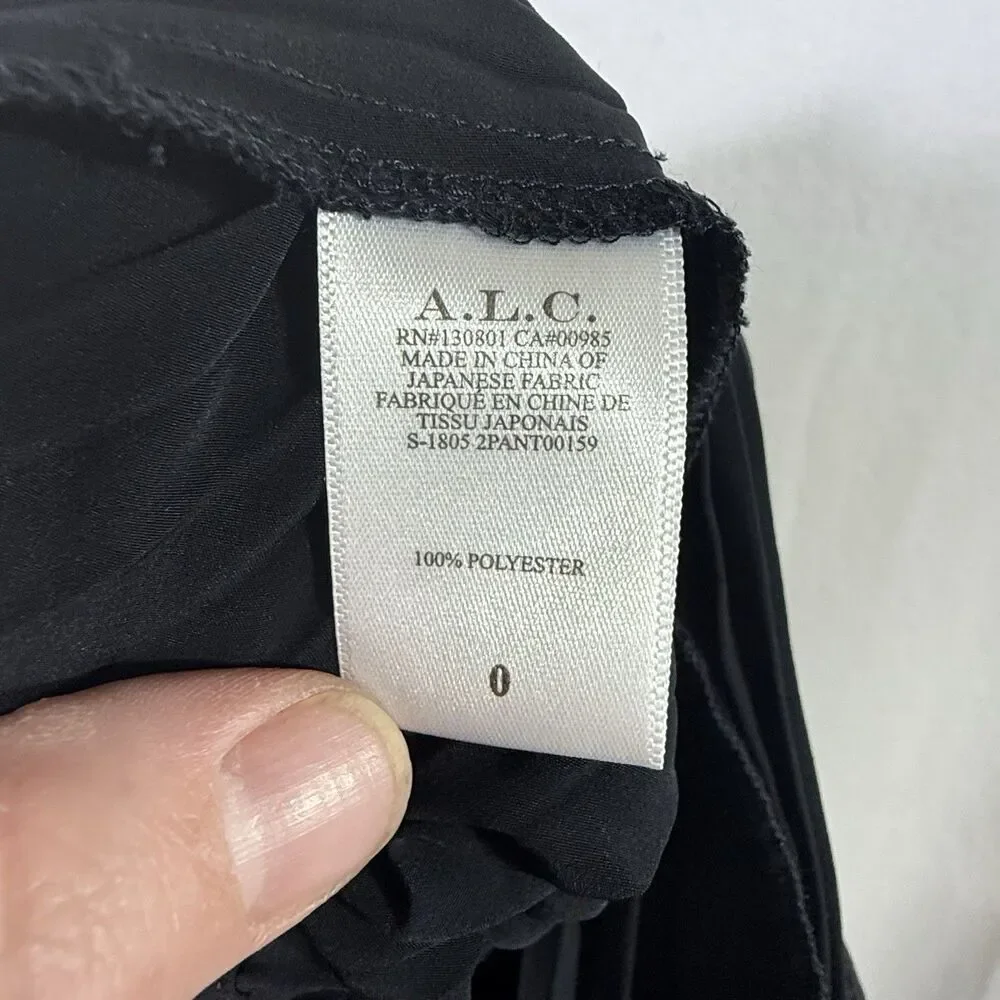 A.L.C.
RN#130801 CA#00985
MADE IN CHINA OF
JAPANESE FABRIC
FABRIQUÉ EN CHINE DE
TISSU JAPONAIS
S-1805 2PANT00159
100% POLYESTER
0